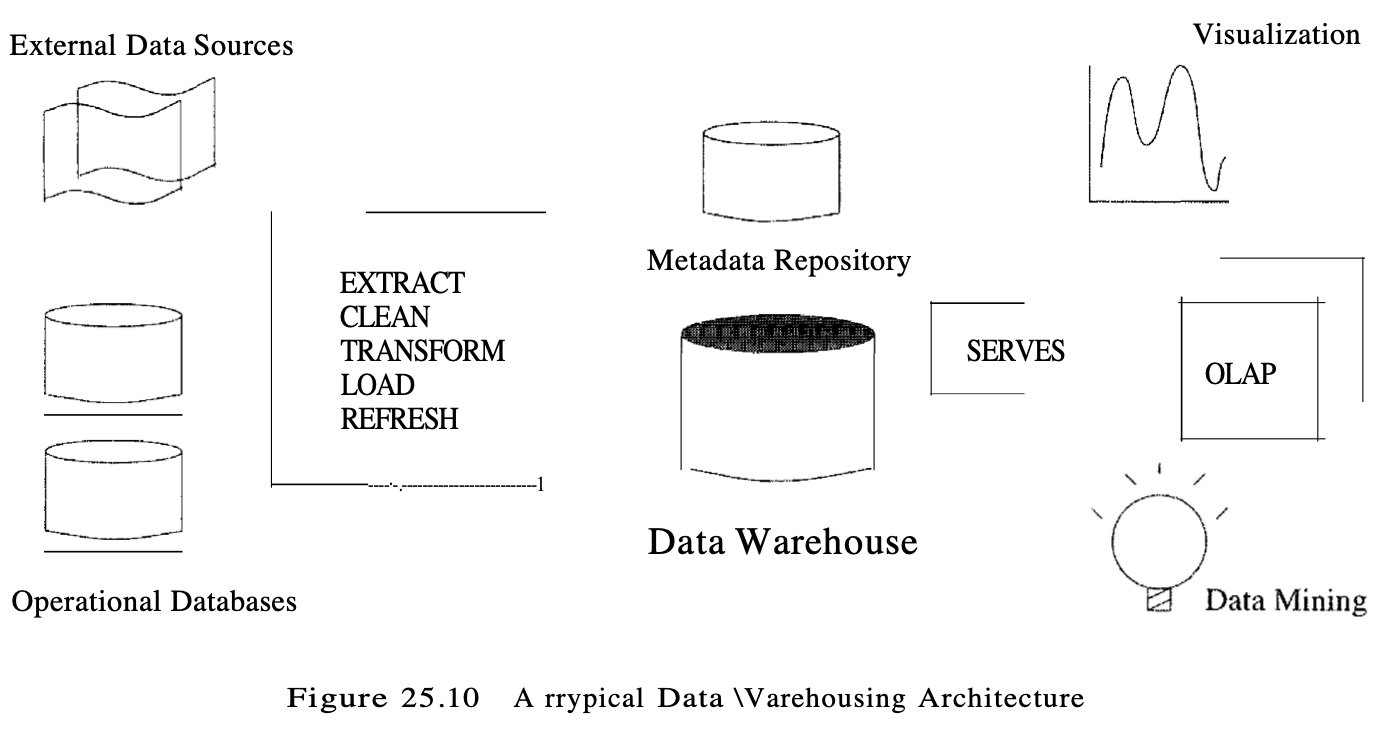 External Data Sources
Visualization
Metadata Repository
EXTRACT
CLEAN
TRANSFORM
LOAD
REFRESH
SERVES
OLAP
Data Warehouse
Operational Databases
Data Mining
Figure 25.10 A rrypical Data \Varehousing Architecture